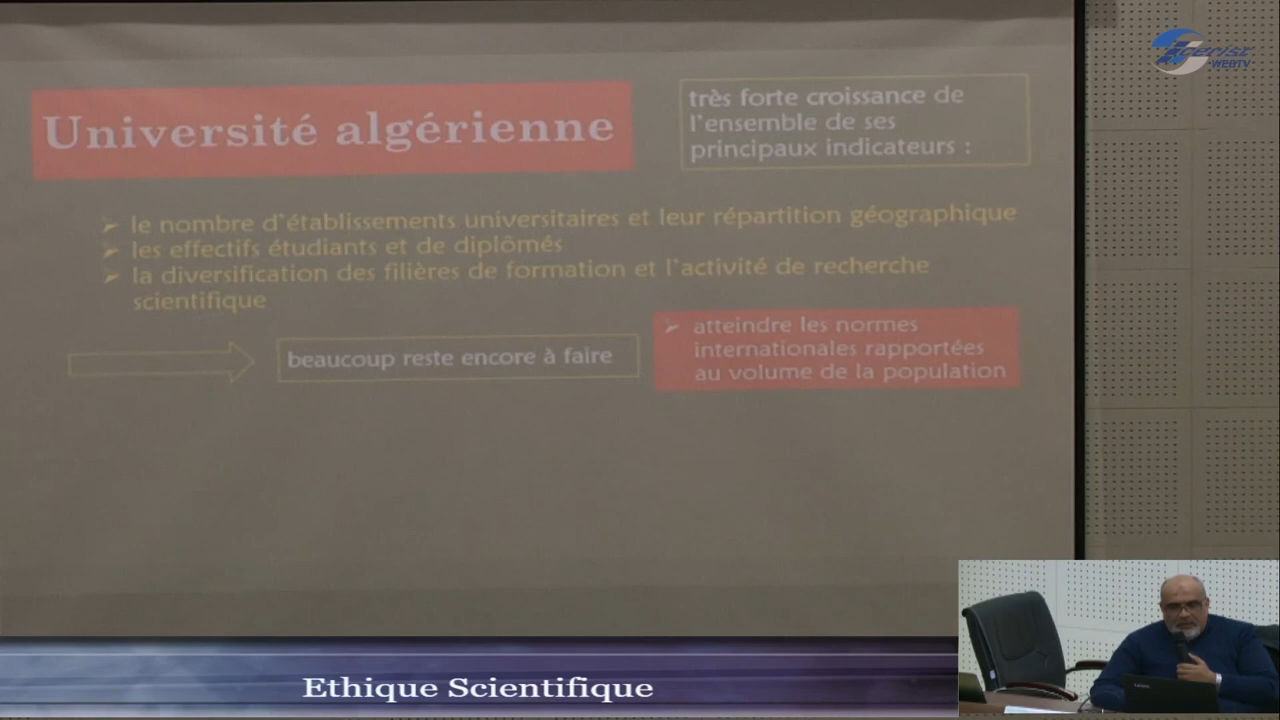 cerist
WEBTV
Université algérienne
très forte croissance de
l'ensemble de ses
principaux indicateurs :
➢ le nombre d'établissements universitaires et leur répartition géographique
➢ les effectifs étudiants et de diplômés
➢ la diversification des filières de formation et l'activité de recherche
scientifique
beaucoup reste encore à faire
➢ atteindre les normes
internationales rapportées
au volume de la population
Ethique Scientifique